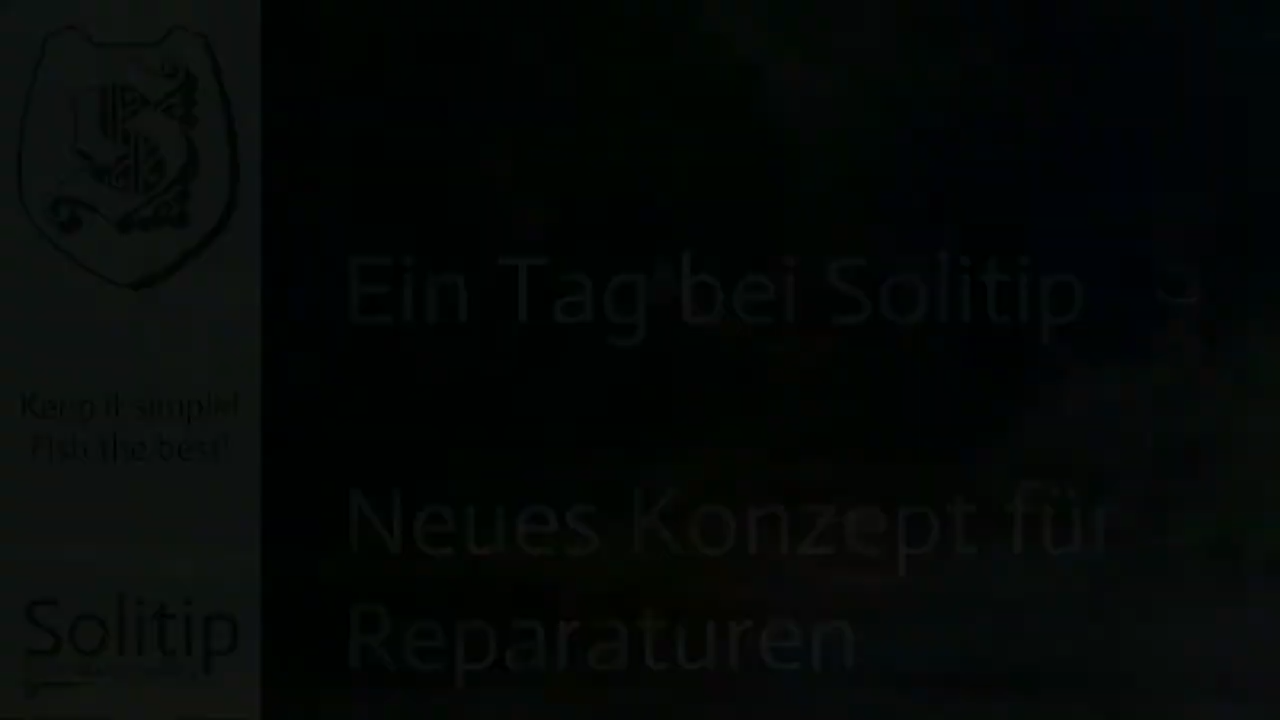 Ein Tag bei Solitip
Neues Konzept für
Reparaturen
Keep it simple!
Fish the best!
Solitip